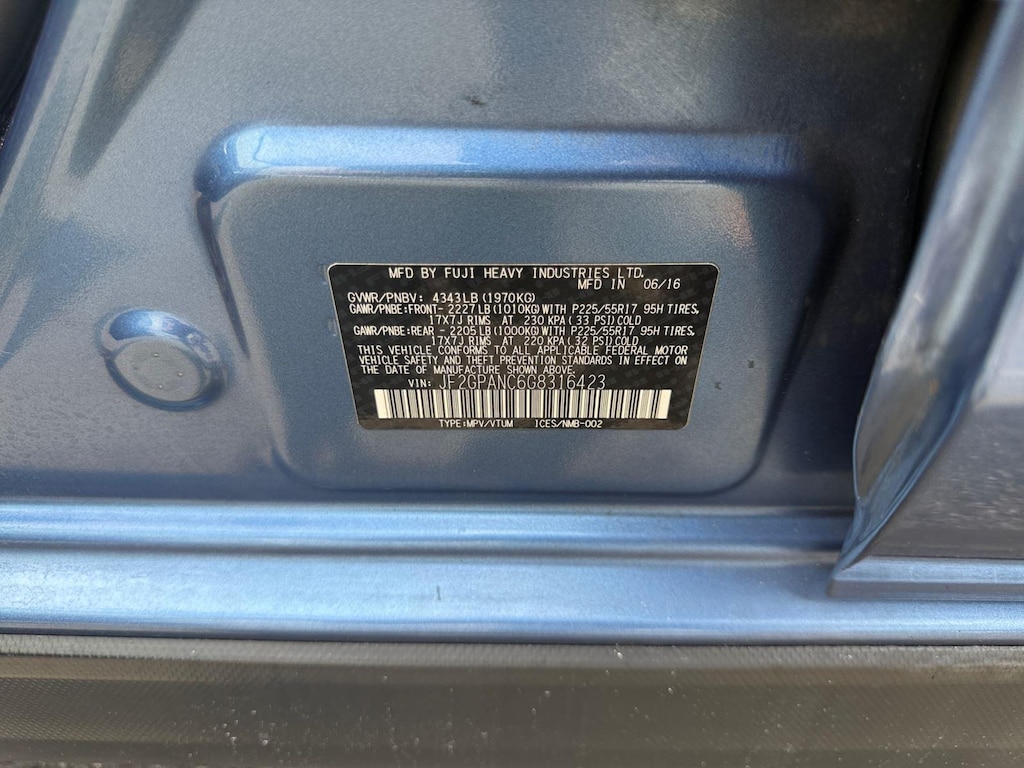 MFD BY FUJI HEAVY INDUSTRIES LTD.
MFD IN 06/16
GVWR/PNBV: 4343LB (1970KG)
GAWR/PNBE:FRONT- 2227LB(1010KG)WITH P225/55R17 95H TIRES,
17X7J RIMS AT 230 KPA( 33 PSI)COLD
GAWR/PNBE:REAR - 2205LB(1000KG)WITH P225/55R17 95H TIRES,
17X7J RIMS AT 220 KPA( 32 PSI)COLD
THIS VEHICLE CONFORMS TO ALL APPLICABLE FEDERAL MOTOR
VEHICLE SAFETY AND THEFT PREVENTION STANDARDS IN EFFECT ON
THE DATE OF MANUFACTURE SHOWN ABOVE.
VIN: JF2GPANC6G8316423
TYPE:MPV/VTUM ICES/NMB-002